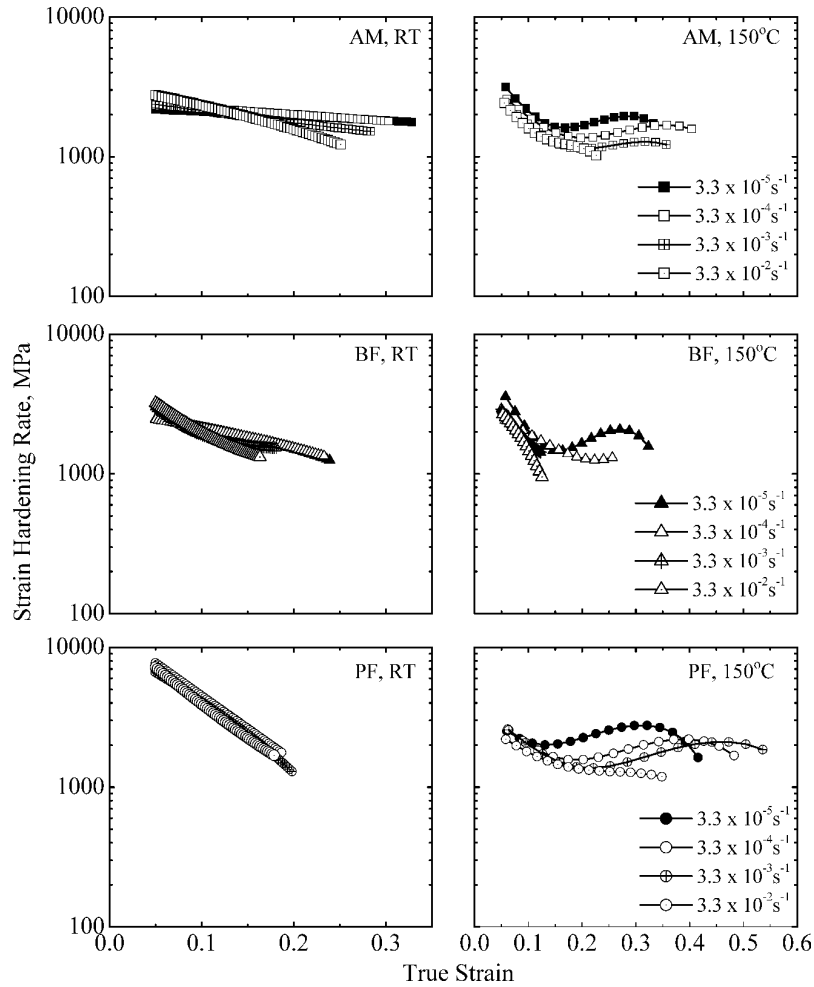 10000
1000
100
AM, RT
AM, 150°C
3.3 x 10⁻⁵s⁻¹
3.3 x 10⁻⁴s⁻¹
3.3 x 10⁻³s⁻¹
3.3 x 10⁻²s⁻¹
Strain Hardening Rate, MPa
10000
1000
100
BF, RT
BF, 150°C
3.3 x 10⁻⁵s⁻¹
3.3 x 10⁻⁴s⁻¹
3.3 x 10⁻³s⁻¹
3.3 x 10⁻²s⁻¹
10000
1000
100
PF, RT
PF, 150°C
3.3 x 10⁻⁵s⁻¹
3.3 x 10⁻⁴s⁻¹
3.3 x 10⁻³s⁻¹
3.3 x 10⁻²s⁻¹
0.0 0.1 0.2 0.3
0.0 0.1 0.2 0.3 0.4 0.5 0.6
True Strain